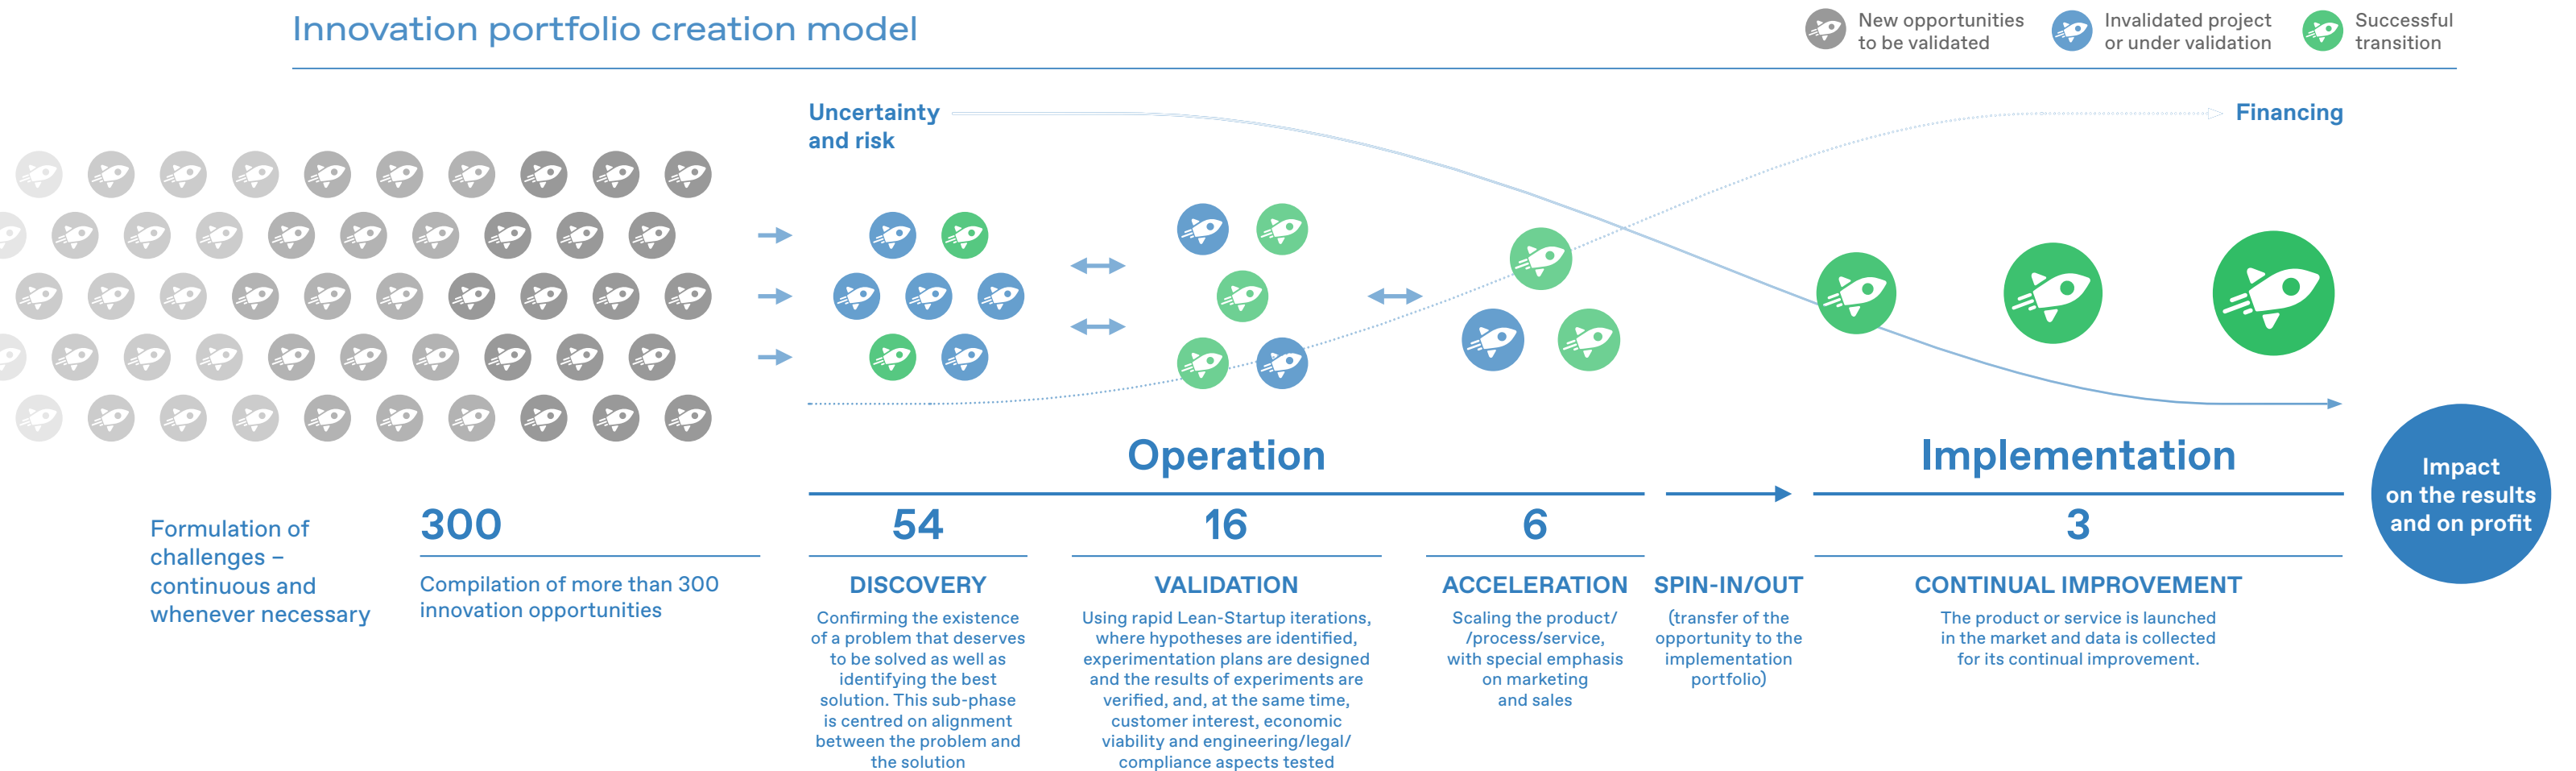 Innovation portfolio creation model
New opportunities
to be validated
Invalidated project
or under validation
Successful
transition
Uncertainty
and risk
Financing
Operation
Implementation
Impact
on the results
and on profit
Formulation of
challenges –
continuous and
whenever necessary
300
Compilation of more than 300
innovation opportunities
54
DISCOVERY
Confirming the existence
of a problem that deserves
to be solved as well as
identifying the best
solution. This sub-phase
is centred on alignment
between the problem and
the solution
16
VALIDATION
Using rapid Lean-Startup iterations,
where hypotheses are identified,
experimentation plans are designed
and the results of experiments are
verified, and, at the same time,
customer interest, economic
viability and engineering/legal/
compliance aspects tested
6
ACCELERATION
Scaling the product/
/process/service,
with special emphasis
on marketing
and sales
SPIN-IN/OUT
(transfer of the
opportunity to the
implementation
portfolio)
3
CONTINUAL IMPROVEMENT
The product or service is launched
in the market and data is collected
for its continual improvement.